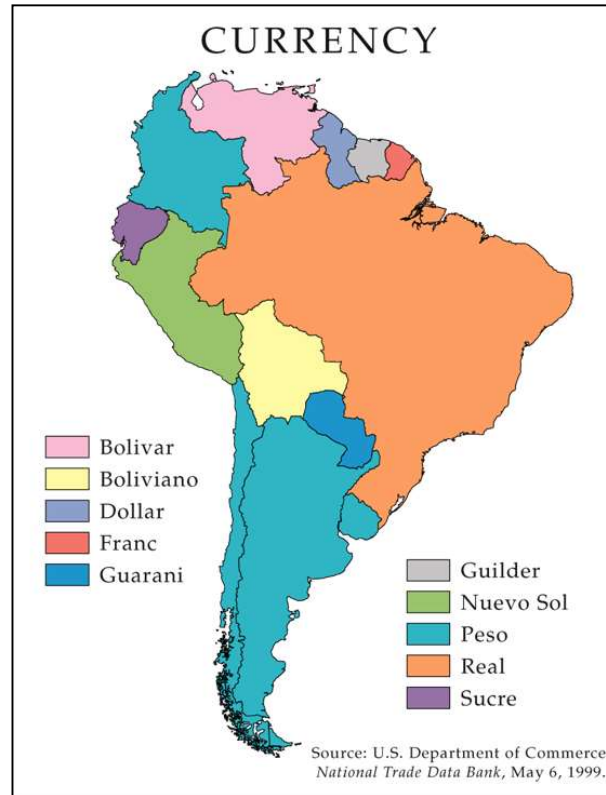 CURRENCY
Bolivar
Boliviano
Dollar
Franc
Guarani
Guilder
Nuevo Sol
Peso
Real
Sucre
Source: U.S. Department of Commerce
National Trade Data Bank, May 6, 1999.